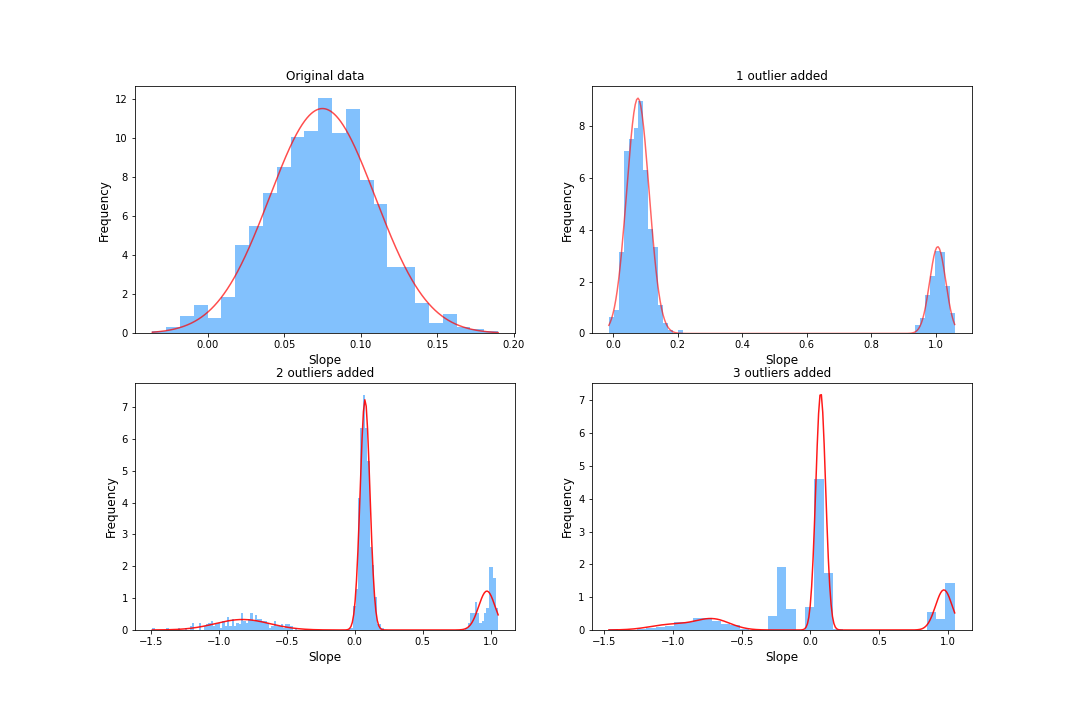 Original data
12
10
8
6
4
2
0
Frequency
0.00 0.05 0.10 0.15 0.20
Slope
1 outlier added
8
6
4
2
0
Frequency
0.0 0.2 0.4 0.6 0.8 1.0
Slope
2 outliers added
7
6
5
4
3
2
1
0
Frequency
−1.5 −1.0 −0.5 0.0 0.5 1.0
Slope
3 outliers added
7
6
5
4
3
2
1
0
Frequency
−1.5 −1.0 −0.5 0.0 0.5 1.0
Slope